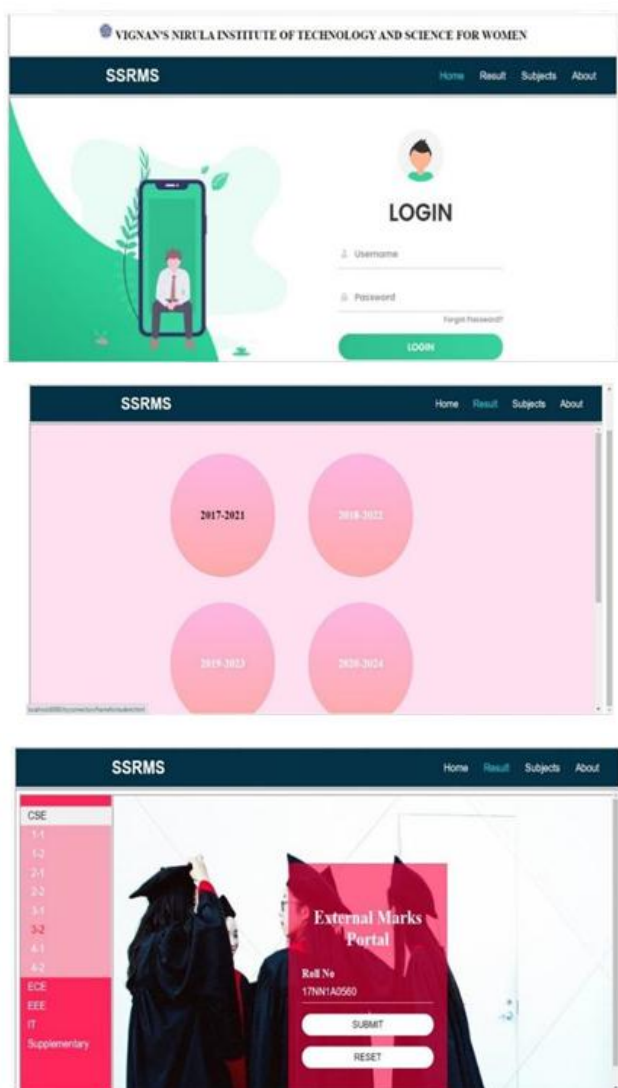 VIGNAN'S NIRULA INSTITUTE OF TECHNOLOGY AND SCIENCE FOR WOMEN
SSRMS Home Result Subjects About
LOGIN
Username
Password
Forgot Password?
LOGIN
SSRMS Home Result Subjects About
2017-2021 2018-2022
2019-2023 2020-2024
SSRMS Home Result Subjects About
CSE
1-1
1-2
2-1
2-2
3-1
3-2
4-1
4-2
ECE
EEE
IT
Supplementary
External Marks
Portal
Roll No
17NN1A0560
SUBMIT
RESET